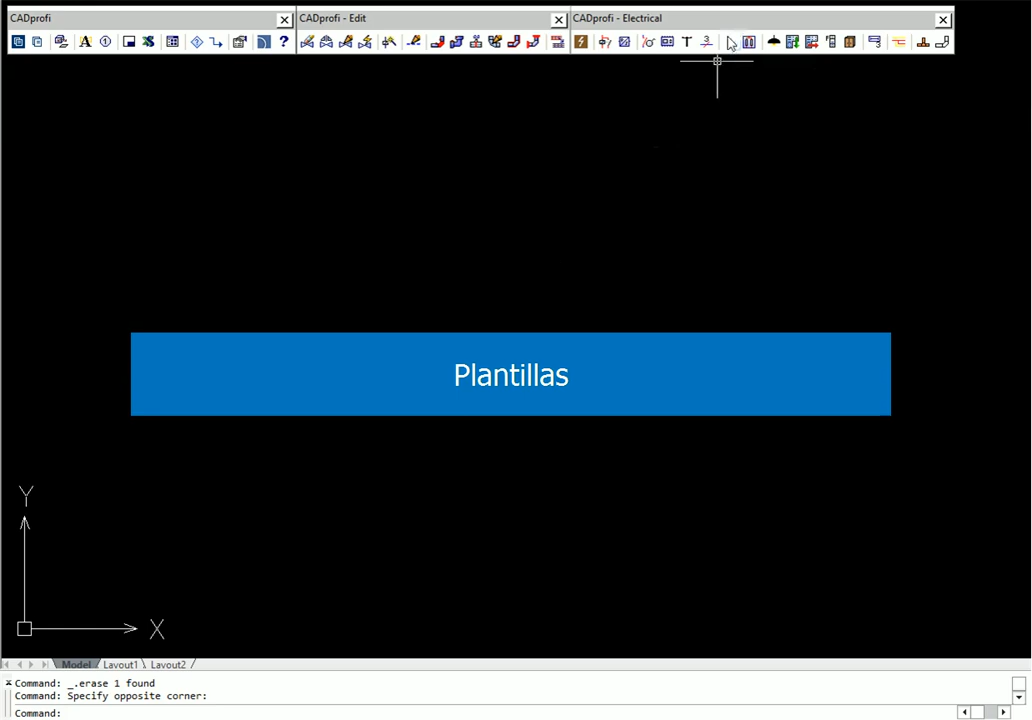 CADprofi
CADprofi - Edit
CADprofi - Electrical
Plantillas
Y
X
Model
Layout1
Layout2
Command: _.erase 1 found
Command: Specify opposite corner:
Command: